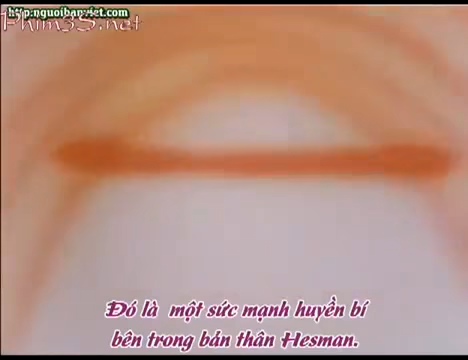 http://nguoibanviet.com
Phim3S.net
Đó là một sức mạnh huyền bí
bên trong bản thân Hesman.